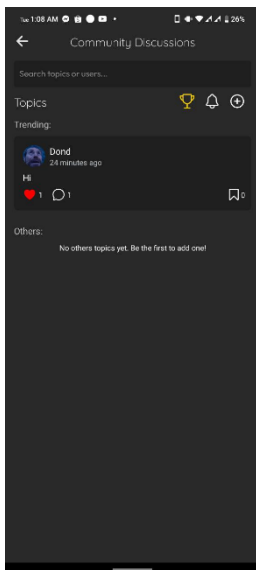 Tue 1:08 AM
26%
Community Discussions
Search topics or users...
Topics
Trending:
Dond
24 minutes ago
Hi
1 1 0
Others:
No others topics yet. Be the first to add one!